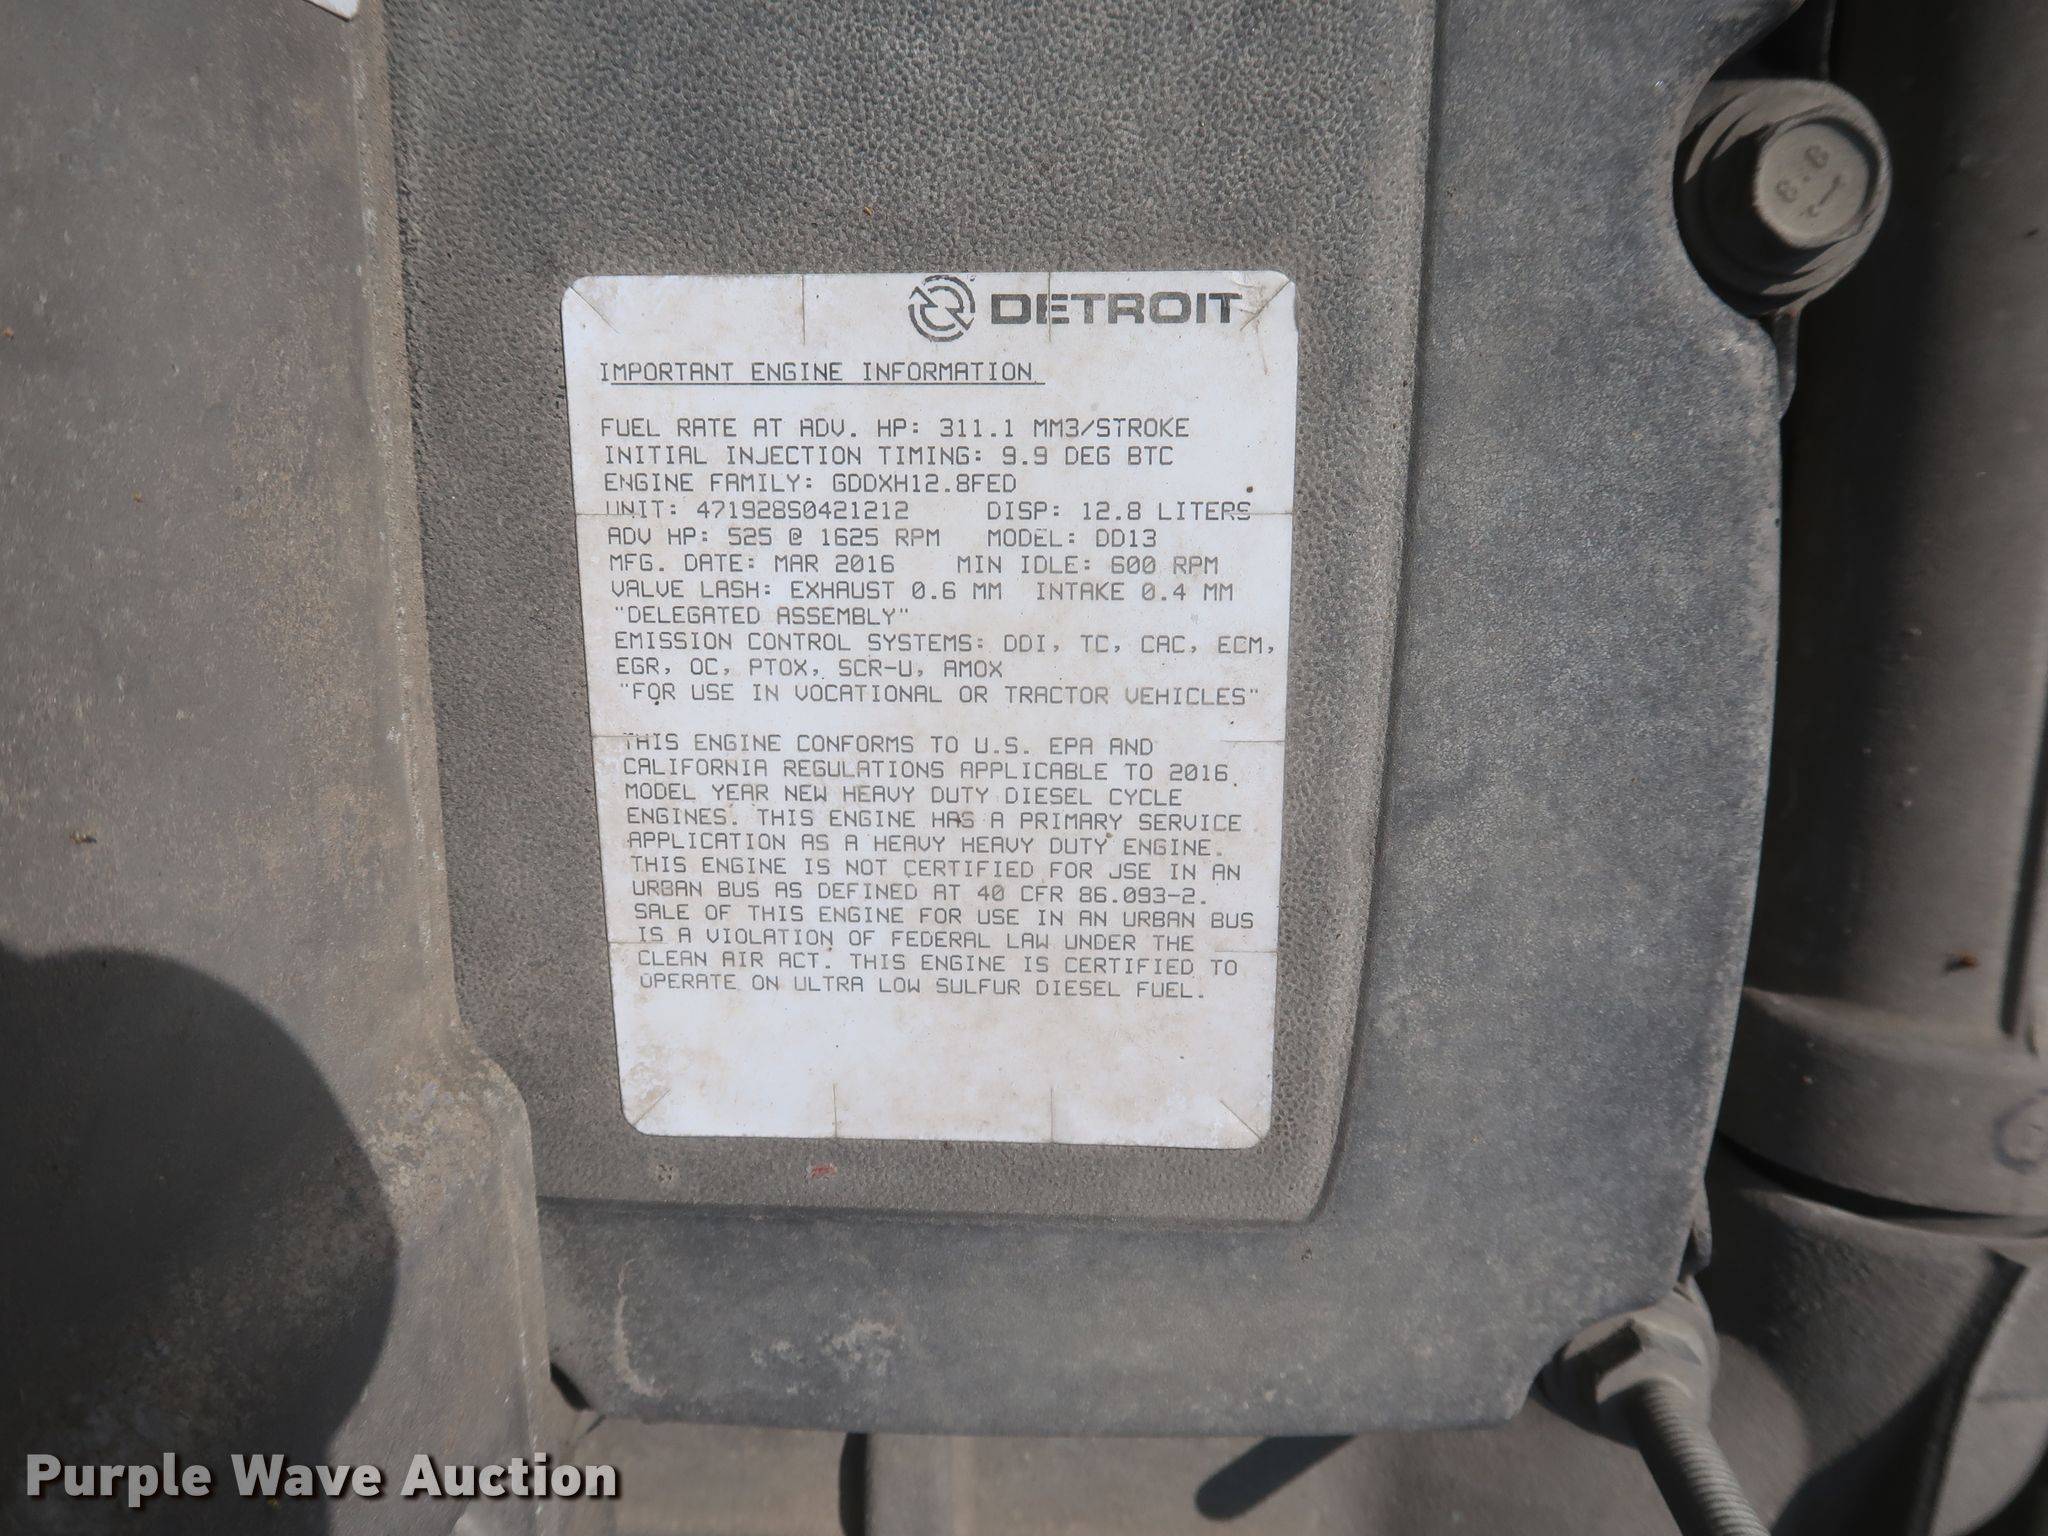 DETROIT
IMPORTANT ENGINE INFORMATION
FUEL RATE AT ADV. HP: 311.1 MM3/STROKE
INITIAL INJECTION TIMING: 9.9 DEG BTC
ENGINE FAMILY: GDDXH12.8FED
UNIT: 471928S0421212 DISP: 12.8 LITERS
ADV HP: 525 @ 1625 RPM MODEL: DD13
MFG. DATE: MAR 2016 MIN IDLE: 600 RPM
VALVE LASH: EXHAUST 0.6 MM INTAKE 0.4 MM
"DELEGATED ASSEMBLY"
EMISSION CONTROL SYSTEMS: DDI, TC, CAC, ECM,
EGR, OC, PTOX, SCR-U, AMOX
"FOR USE IN VOCATIONAL OR TRACTOR VEHICLES"
THIS ENGINE CONFORMS TO U.S. EPA AND
CALIFORNIA REGULATIONS APPLICABLE TO 2016
MODEL YEAR NEW HEAVY DUTY DIESEL CYCLE
ENGINES. THIS ENGINE HAS A PRIMARY SERVICE
APPLICATION AS A HEAVY HEAVY DUTY ENGINE.
THIS ENGINE IS NOT CERTIFIED FOR USE IN AN
URBAN BUS AS DEFINED AT 40 CFR 86.093-2.
SALE OF THIS ENGINE FOR USE IN AN URBAN BUS
IS A VIOLATION OF FEDERAL LAW UNDER THE
CLEAN AIR ACT. THIS ENGINE IS CERTIFIED TO
OPERATE ON ULTRA LOW SULFUR DIESEL FUEL.
Purple Wave Auction